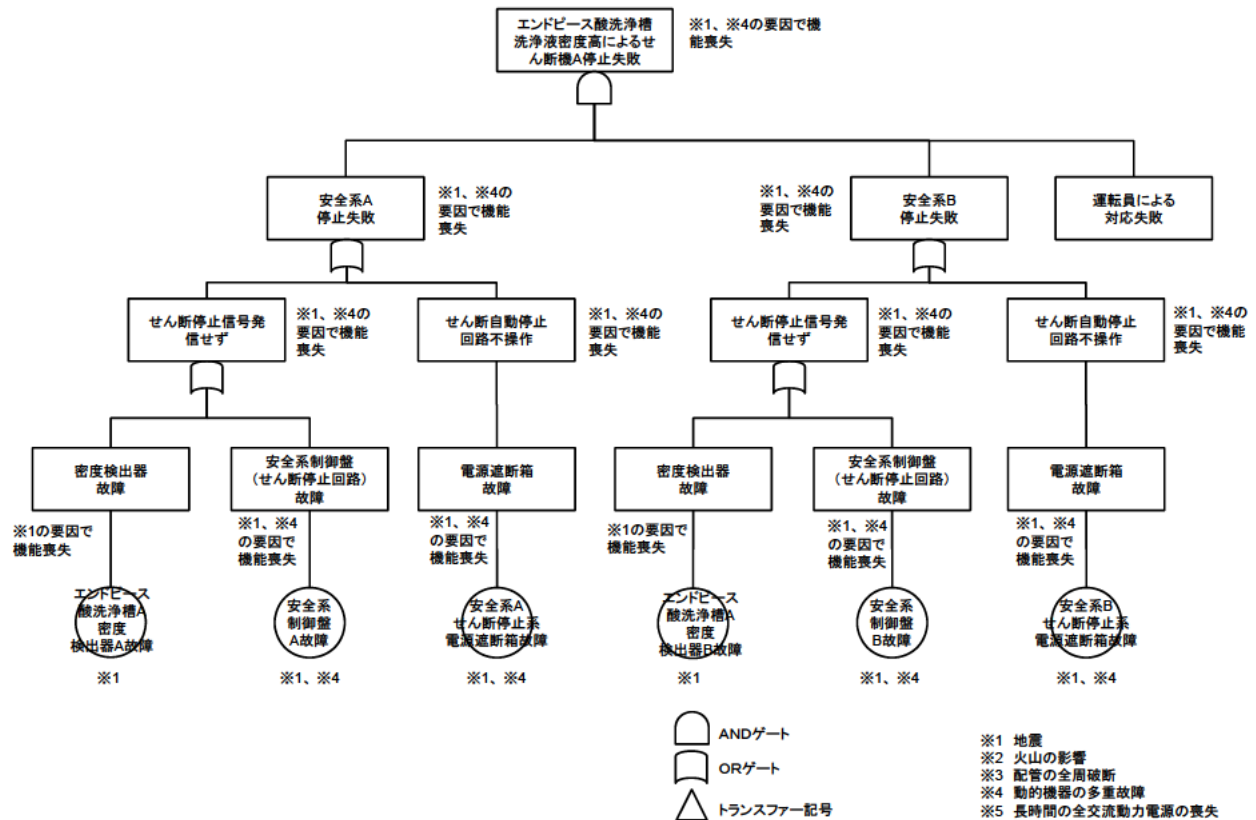 エンドピース酸洗浄槽
洗浄液密度高によるせ
ん断機A停止失敗
※1、※4の要因で機
能喪失
安全系A
停止失敗
※1、※4の
要因で機能
喪失
※1、※4の
要因で機能
喪失
安全系B
停止失敗
運転員による
対応失敗
せん断停止信号発
信せず
※1、※4の
要因で機能
喪失
せん断自動停止
回路不操作
※1、※4の
要因で機能
喪失
せん断停止信号発
信せず
※1、※4の
要因で機能
喪失
せん断自動停止
回路不操作
※1、※4の
要因で機能
喪失
密度検出器
故障
安全系制御盤
（せん断停止回路）
故障
電源遮断箱
故障
密度検出器
故障
安全系制御盤
（せん断停止回路）
故障
電源遮断箱
故障
※1の要因で
機能喪失
※1、※4
の要因で
機能喪失
※1、※4
の要因で
機能喪失
※1の要因で
機能喪失
※1、※4
の要因で
機能喪失
※1、※4
の要因で
機能喪失
エンドピース
酸洗浄槽A
密度
検出器A故障
安全系
制御盤
A故障
安全系A
せん断停止系
電源遮断箱故障
エンドピース
酸洗浄槽A
密度
検出器B故障
安全系
制御盤
B故障
安全系B
せん断停止系
電源遮断箱故障
※1
※1、※4
※1、※4
※1
※1、※4
※1、※4
ANDゲート
ORゲート
トランスファー記号
※1 地震
※2 火山の影響
※3 配管の全周破断
※4 動的機器の多重故障
※5 長時間の全交流動力電源の喪失